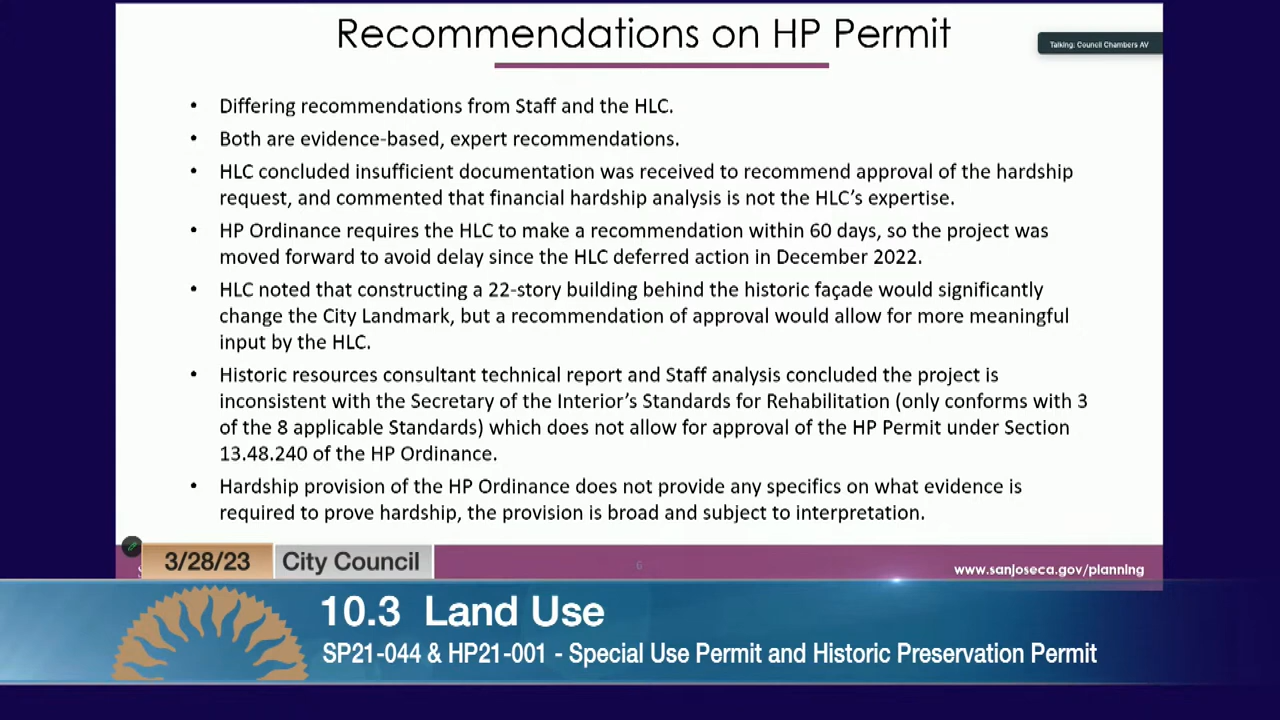 Recommendations on HP Permit
Talking: Council Chambers AV
• Differing recommendations from Staff and the HLC.
• Both are evidence-based, expert recommendations.
• HLC concluded insufficient documentation was received to recommend approval of the hardship
request, and commented that financial hardship analysis is not the HLC's expertise.
• HP Ordinance requires the HLC to make a recommendation within 60 days, so the project was
moved forward to avoid delay since the HLC deferred action in December 2022.
• HLC noted that constructing a 22-story building behind the historic façade would significantly
change the City Landmark, but a recommendation of approval would allow for more meaningful
input by the HLC.
• Historic resources consultant technical report and Staff analysis concluded the project is
inconsistent with the Secretary of the Interior's Standards for Rehabilitation (only conforms with 3
of the 8 applicable Standards) which does not allow for approval of the HP Permit under Section
13.48.240 of the HP Ordinance.
• Hardship provision of the HP Ordinance does not provide any specifics on what evidence is
required to prove hardship, the provision is broad and subject to interpretation.
3/28/23 City Council
6
www.sanjoseca.gov/planning
10.3 Land Use
SP21-044 & HP21-001 - Special Use Permit and Historic Preservation Permit